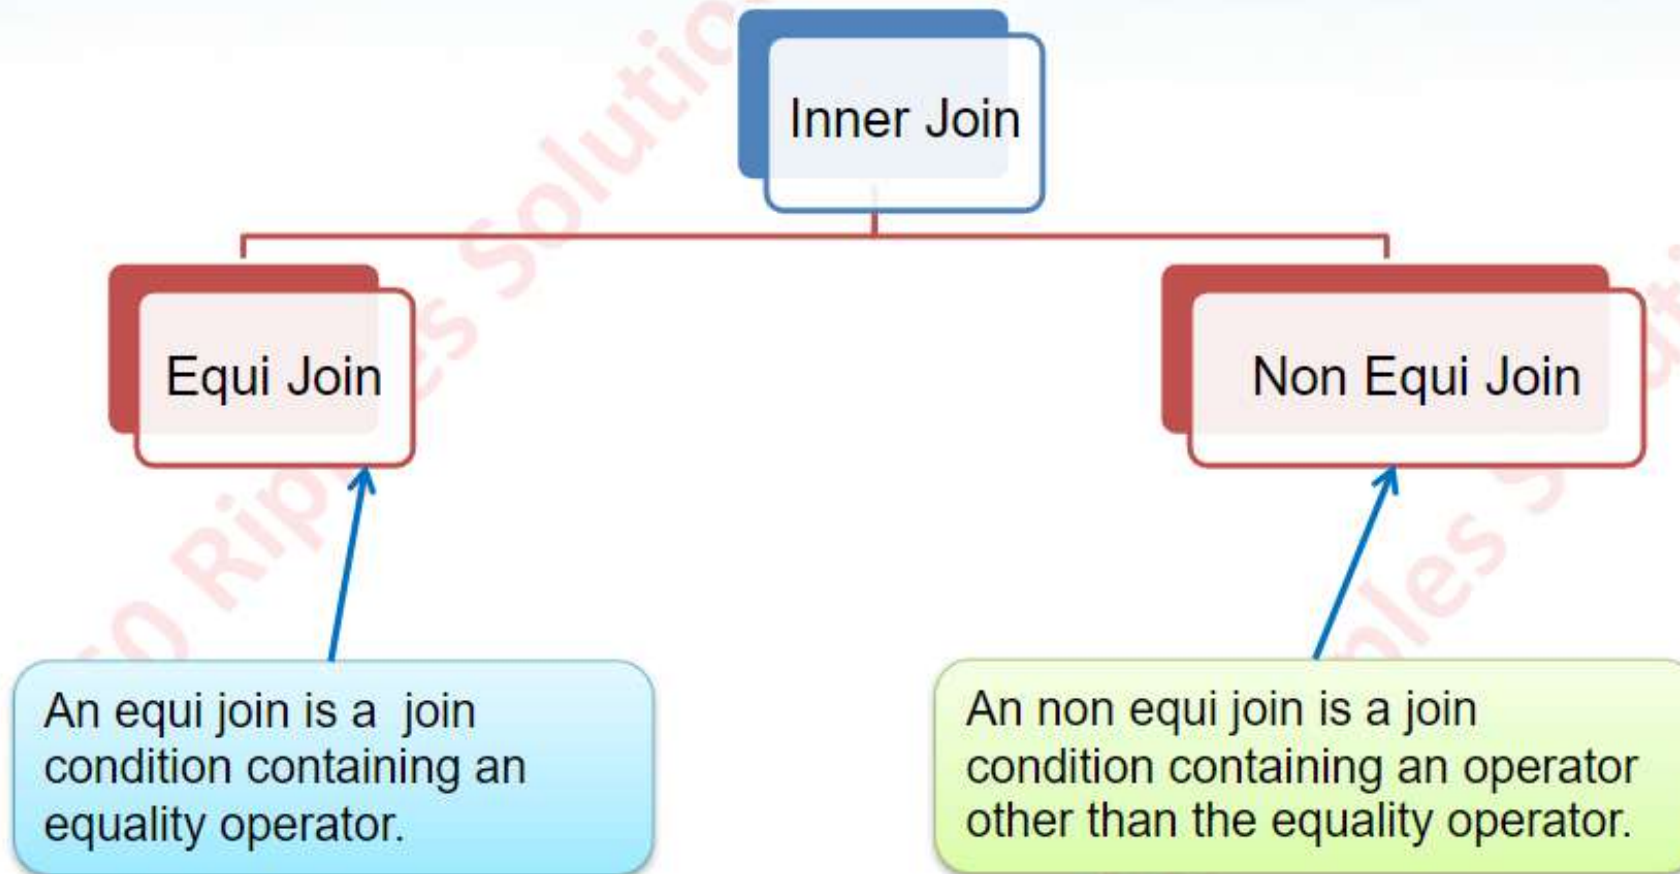 Inner Join
Equi Join
Non Equi Join
An equi join is a join
condition containing an
equality operator.
An non equi join is a join
condition containing an operator
other than the equality operator.